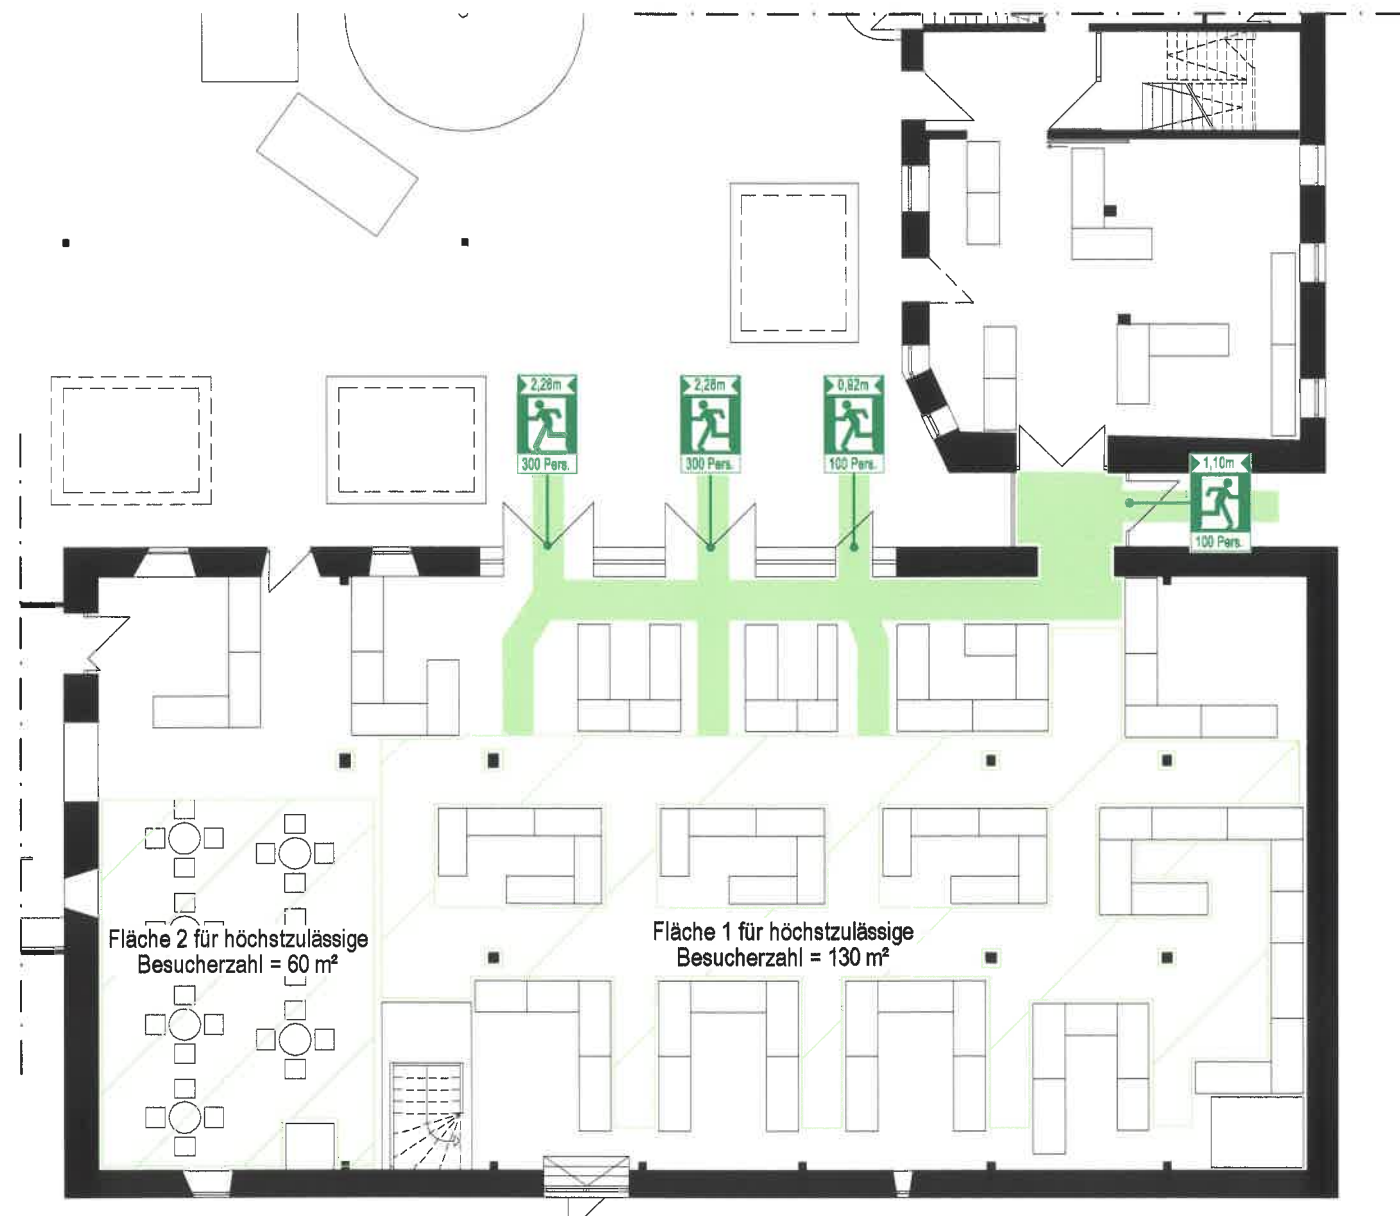 2,28m
300 Pers.
2,28m
300 Pers.
0,92m
100 Pers.
1,10m
100 Pers.
Fläche 2 für höchstzulässige
Besucherzahl = 60 m²
Fläche 1 für höchstzulässige
Besucherzahl = 130 m²